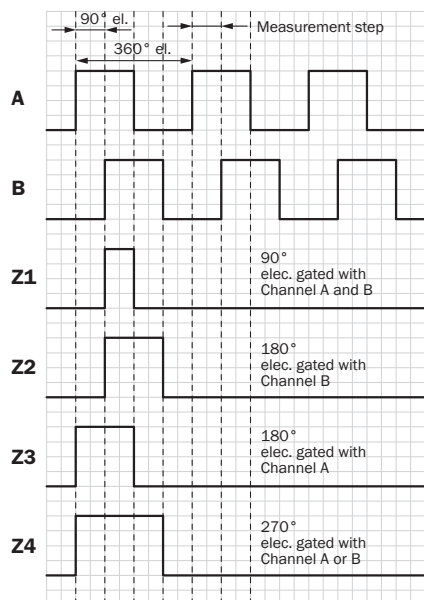 90° el.
Measurement step
360° el.
A
B
Z1
90°
elec. gated with
Channel A and B
Z2
180°
elec. gated with
Channel B
Z3
180°
elec. gated with
Channel A
Z4
270°
elec. gated with
Channel A or B